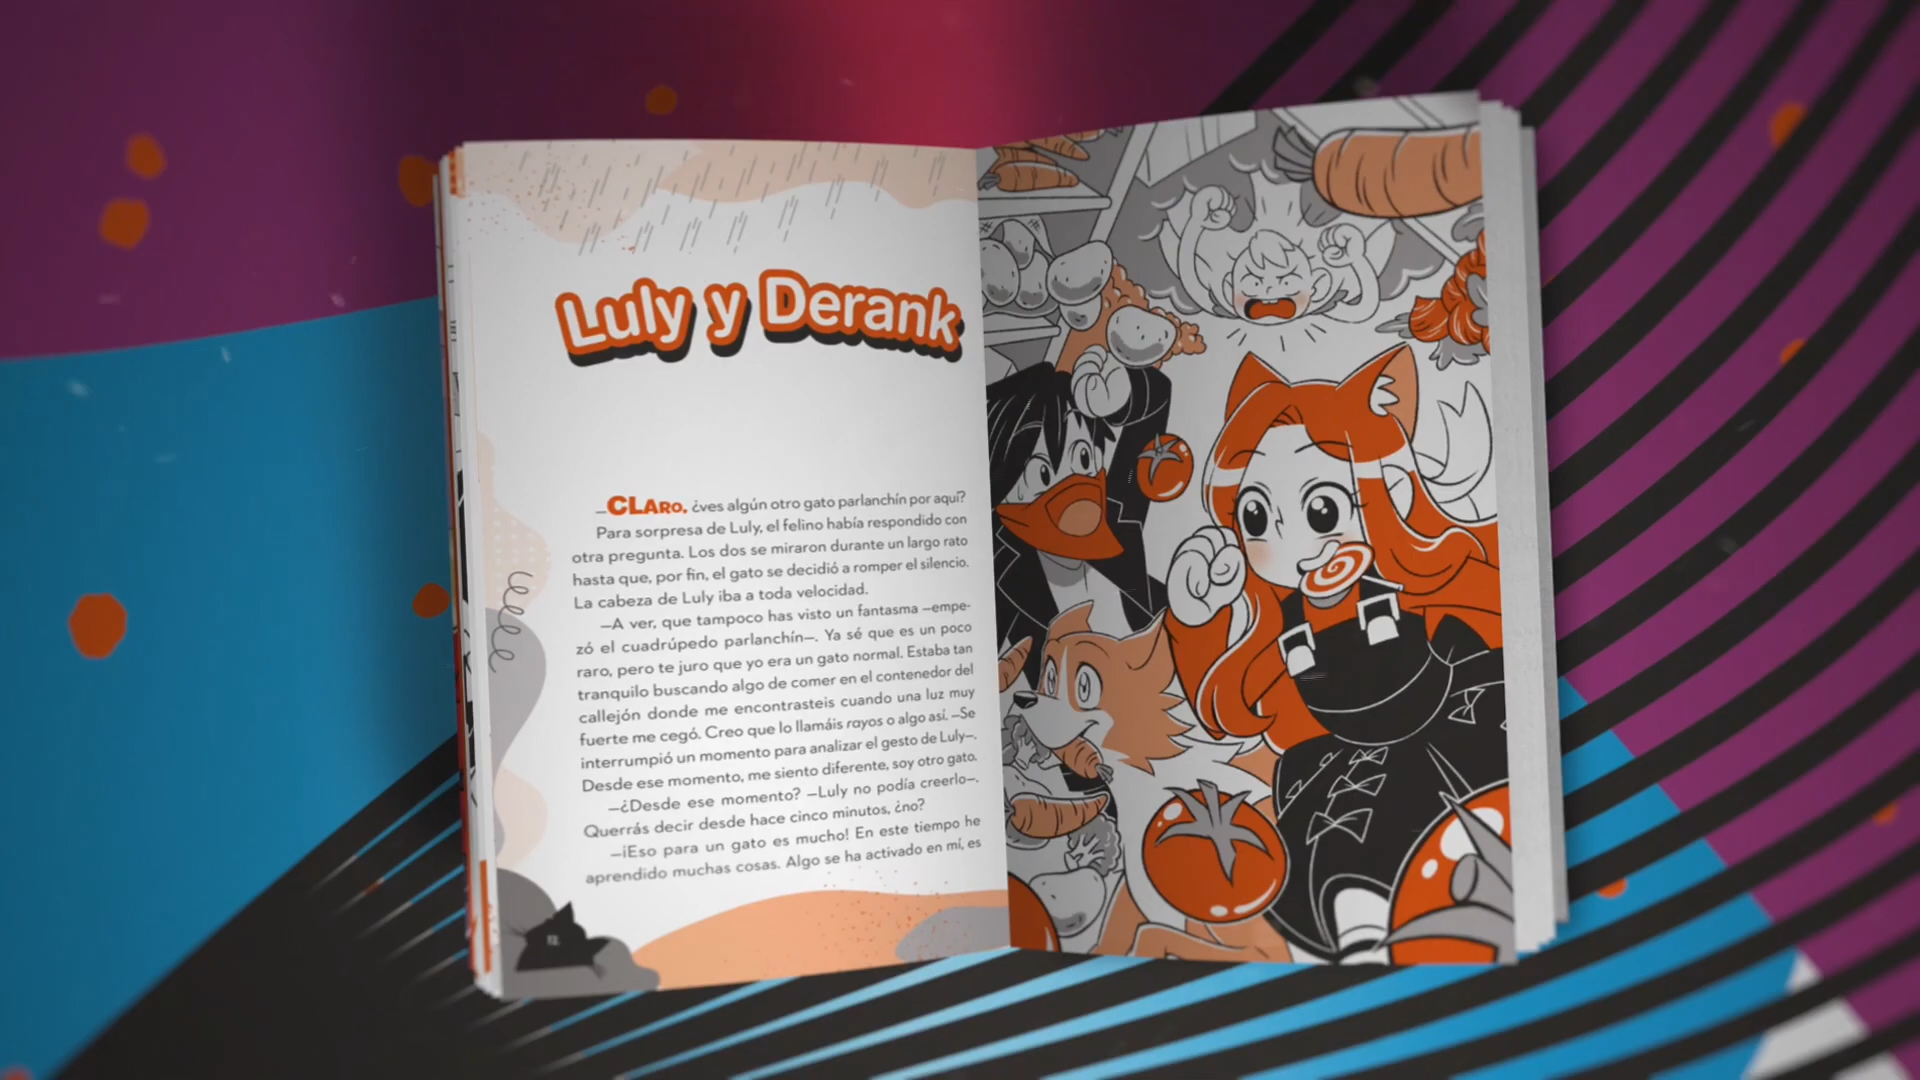 Luly y Derank
—CLARO, ¿ves algún otro gato parlanchín por aquí?
Para sorpresa de Luly, el felino había respondido con
otra pregunta. Los dos se miraron durante un largo rato
hasta que, por fin, el gato se decidió a romper el silencio.
La cabeza de Luly iba a toda velocidad.
—A ver, que tampoco has visto un fantasma —empe-
zó el cuadrúpedo parlanchín—. Ya sé que es un poco
raro, pero te juro que yo era un gato normal. Estaba tan
tranquilo buscando algo de comer en el contenedor del
callejón donde me encontrasteis cuando una luz muy
fuerte me cegó. Creo que lo llamáis rayos o algo así. —Se
interrumpió un momento para analizar el gesto de Luly—.
Desde ese momento, me siento diferente, soy otro gato.
—¿Desde ese momento? —Luly no podía creerlo—.
Querrás decir desde hace cinco minutos, ¿no?
—¡Eso para un gato es mucho! En este tiempo he
aprendido muchas cosas. Algo se ha activado en mí, es